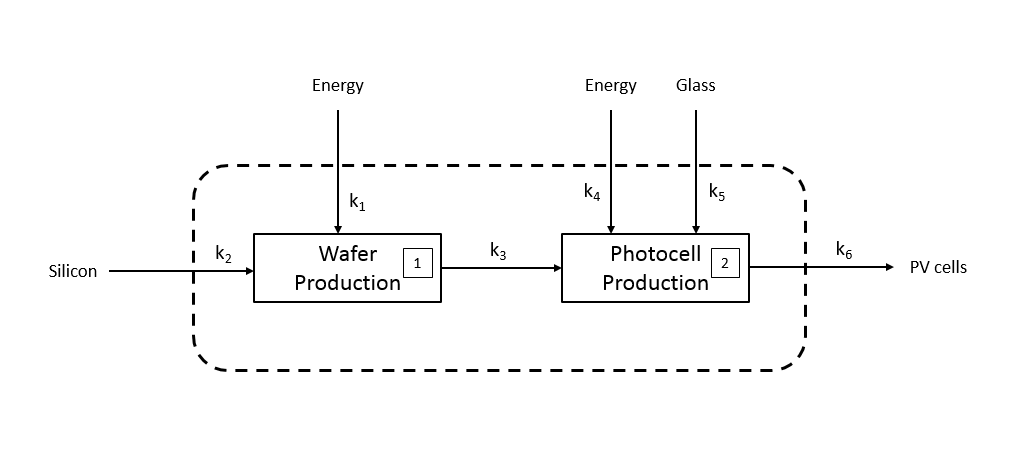 Energy
Energy
Glass
k4
k5
k1
Wafer
Production
1
Photocell
Production
2
k3
k2
k6
Silicon
PV cells